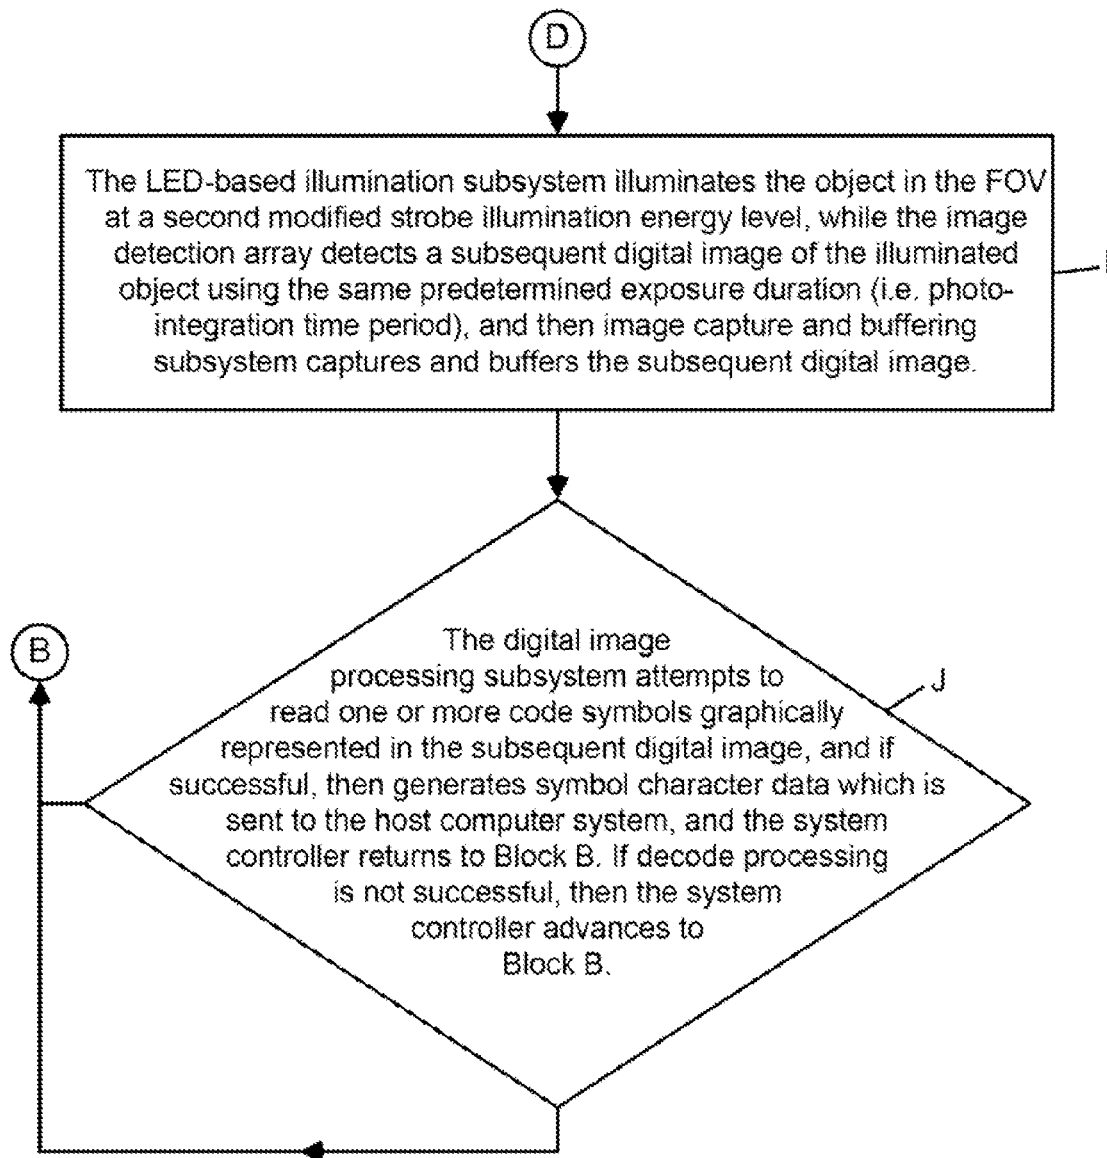 D
The LED-based illumination subsystem illuminates the object in the FOV
at a second modified strobe illumination energy level, while the image
detection array detects a subsequent digital image of the illuminated
object using the same predetermined exposure duration (i.e. photo-
integration time period), and then image capture and buffering
subsystem captures and buffers the subsequent digital image.
B
The digital image
processing subsystem attempts to
J
read one or more code symbols graphically
represented in the subsequent digital image, and if
successful, then generates symbol character data which is
sent to the host computer system, and the system
controller returns to Block B. If decode processing
is not successful, then the system
controller advances to
Block B.